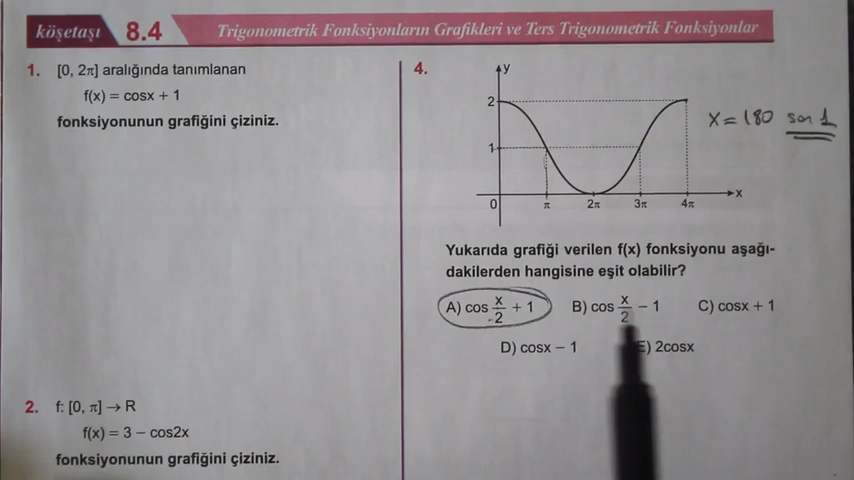 köşetaşı 8.4 Trigonometrik Fonksiyonların Grafikleri ve Ters Trigonometrik Fonksiyonlar
1. [0, 2π] aralığında tanımlanan
f(x) = cosx + 1
fonksiyonunun grafiğini çiziniz.
2. f: [0, π] → R
f(x) = 3 − cos2x
fonksiyonunun grafiğini çiziniz.
4.
y
2
1
0 π 2π 3π 4π x
x = 180 son 1
Yukarıda grafiği verilen f(x) fonksiyonu aşağı-
dakilerden hangisine eşit olabilir?
A) cos x/2 + 1 B) cos x/2 − 1 C) cosx + 1
D) cosx − 1 E) 2cosx